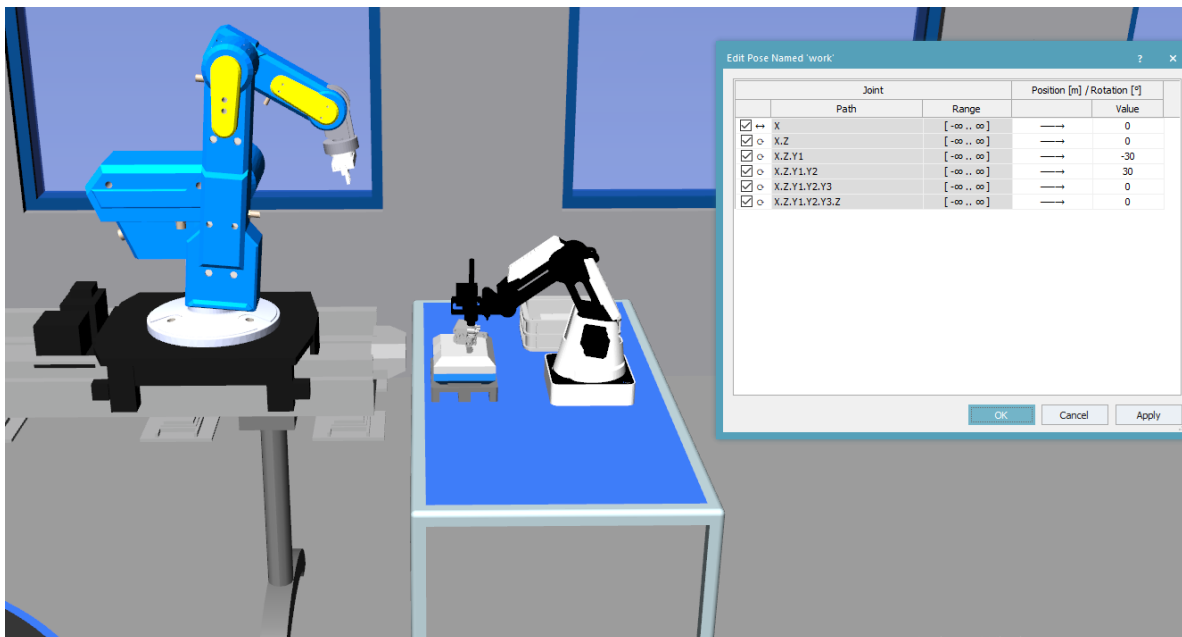 Edit Pose Named 'work' ? ×
Joint Position [m] / Rotation [°]
Path Range Value
X [ -∞ .. ∞ ] 0
X.Z [ -∞ .. ∞ ] 0
X.Z.Y1 [ -∞ .. ∞ ] -30
X.Z.Y1.Y2 [ -∞ .. ∞ ] 30
X.Z.Y1.Y2.Y3 [ -∞ .. ∞ ] 0
X.Z.Y1.Y2.Y3.Z [ -∞ .. ∞ ] 0
OK Cancel Apply